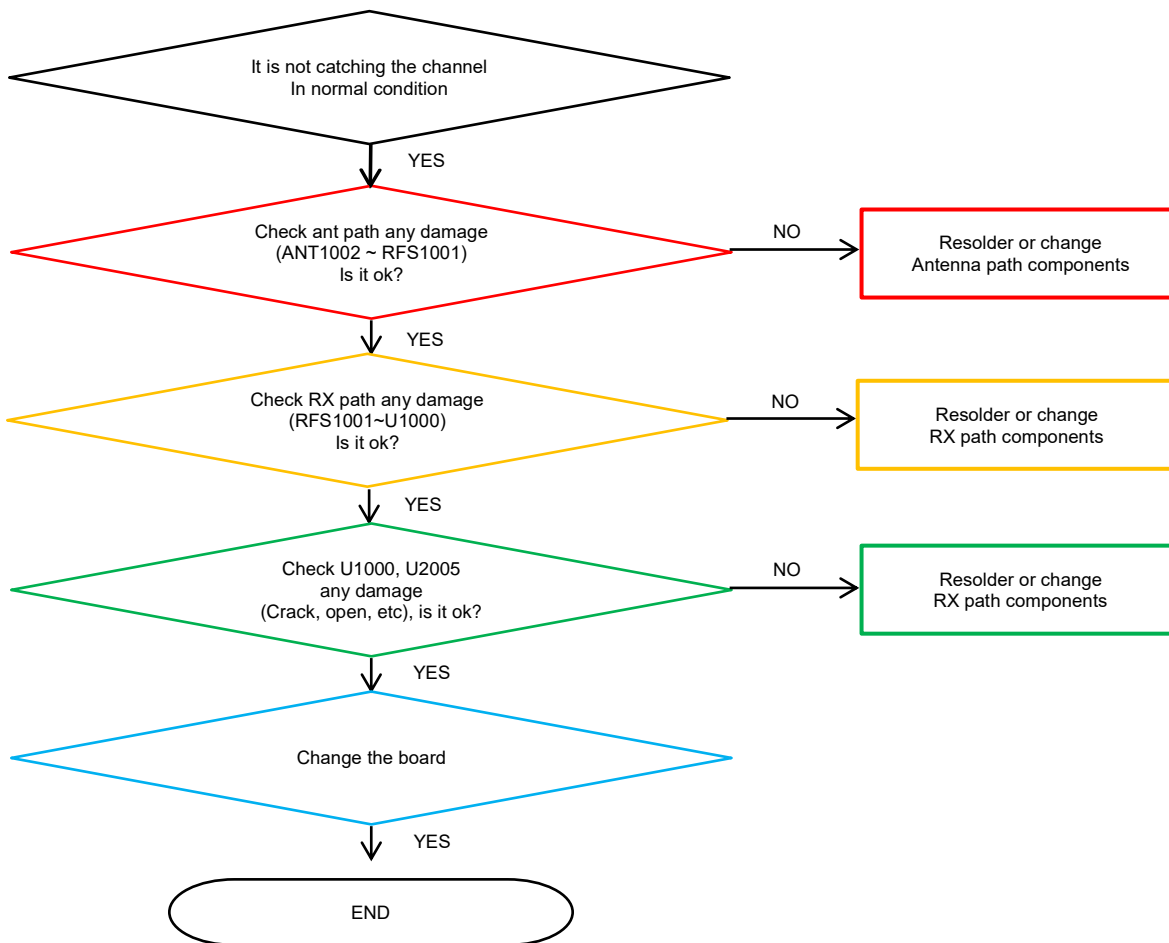 It is not catching the channel
In normal condition
YES
Check ant path any damage
(ANT1002 ~ RFS1001)
Is it ok?
NO
Resolder or change
Antenna path components
YES
Check RX path any damage
(RFS1001~U1000)
Is it ok?
NO
Resolder or change
RX path components
YES
Check U1000, U2005
any damage
(Crack, open, etc), is it ok?
NO
Resolder or change
RX path components
YES
Change the board
YES
END